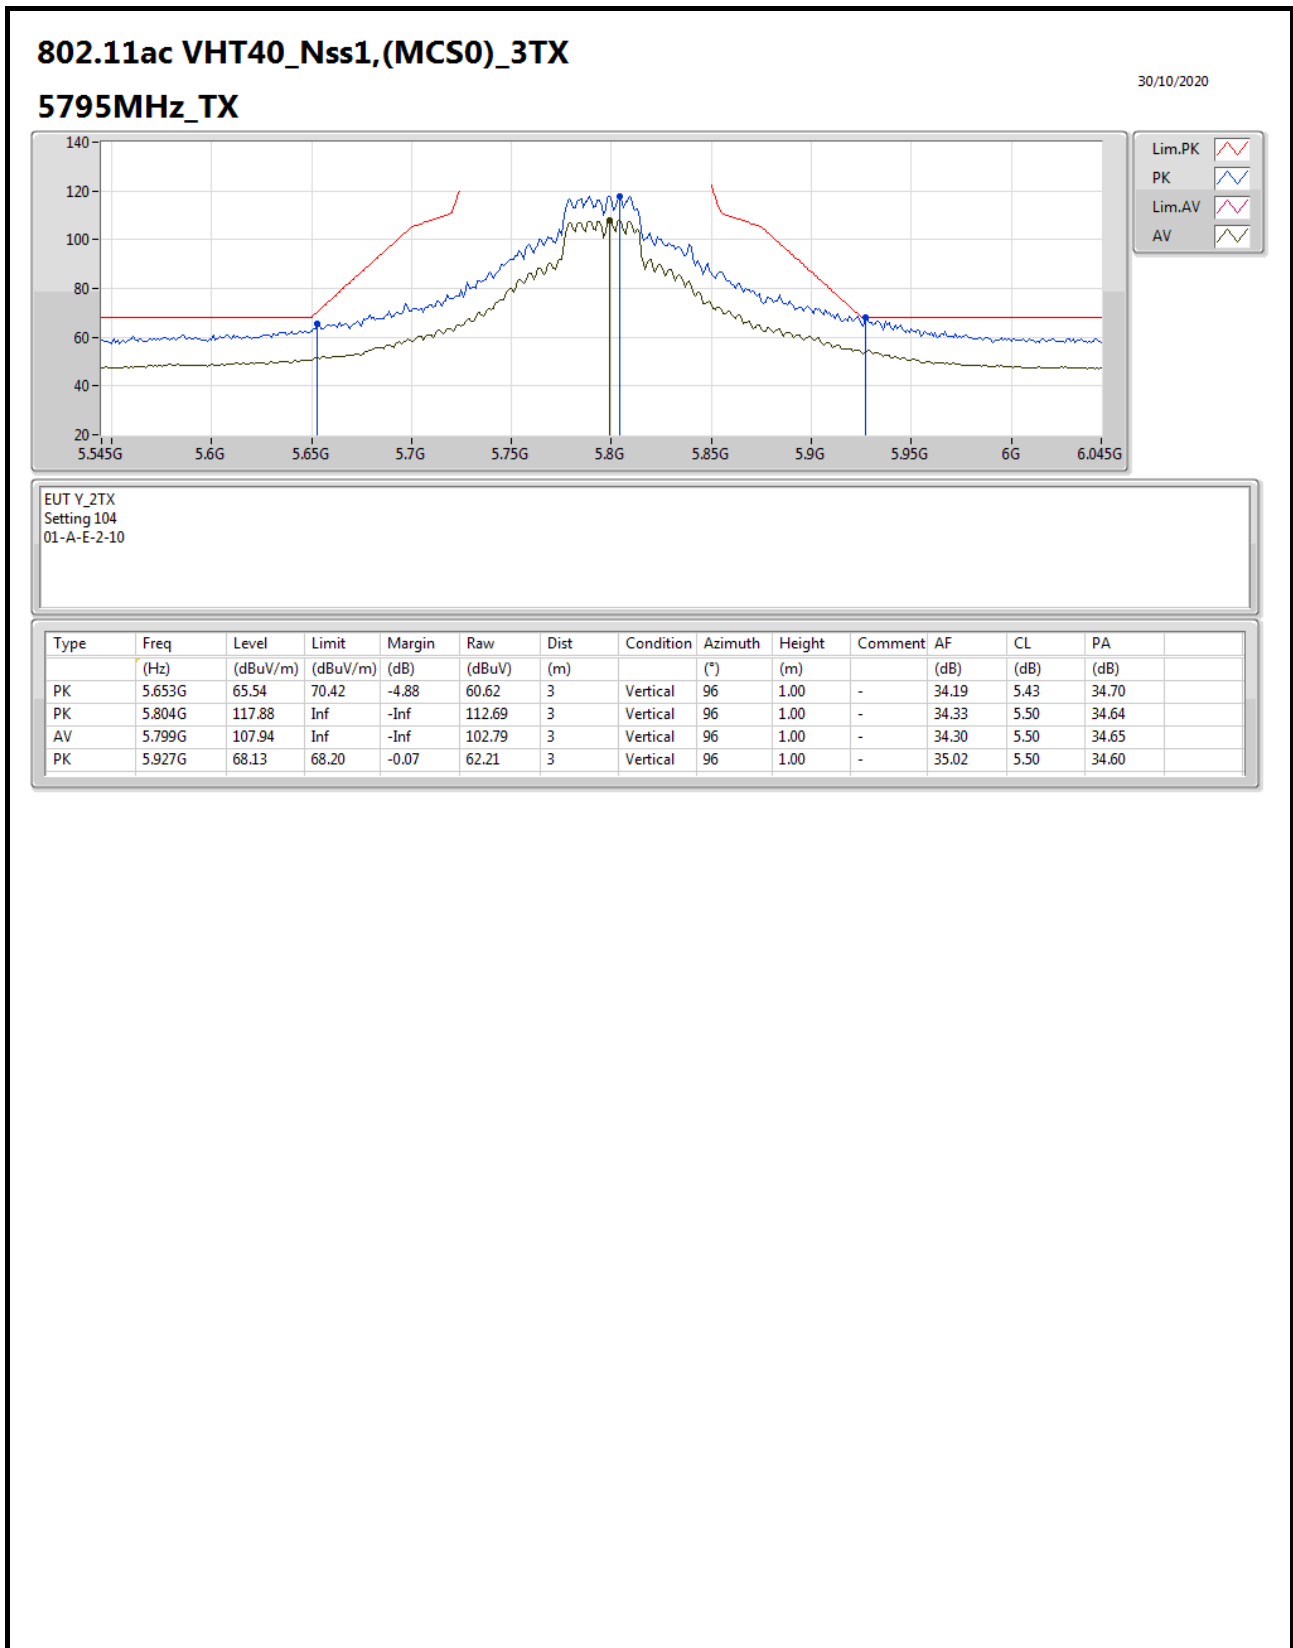 802.11ac VHT40_Nss1,(MCS0)_3TX
30/10/2020
5795MHz_TX
140
120
100
80
60
40
20
5.545G 5.6G 5.65G 5.7G 5.75G 5.8G 5.85G 5.9G 5.95G 6G 6.045G
Lim.PK
PK
Lim.AV
AV
EUT Y_2TX
Setting 104
01-A-E-2-10
Type Freq Level Limit Margin Raw Dist Condition Azimuth Height Comment AF CL PA
(Hz) (dBuV/m) (dBuV/m) (dB) (dBuV) (m) (°) (m) (dB) (dB) (dB)
PK 5.653G 65.54 70.42 -4.88 60.62 3 Vertical 96 1.00 - 34.19 5.43 34.70
PK 5.804G 117.88 Inf -Inf 112.69 3 Vertical 96 1.00 - 34.33 5.50 34.64
AV 5.799G 107.94 Inf -Inf 102.79 3 Vertical 96 1.00 - 34.30 5.50 34.65
PK 5.927G 68.13 68.20 -0.07 62.21 3 Vertical 96 1.00 - 35.02 5.50 34.60